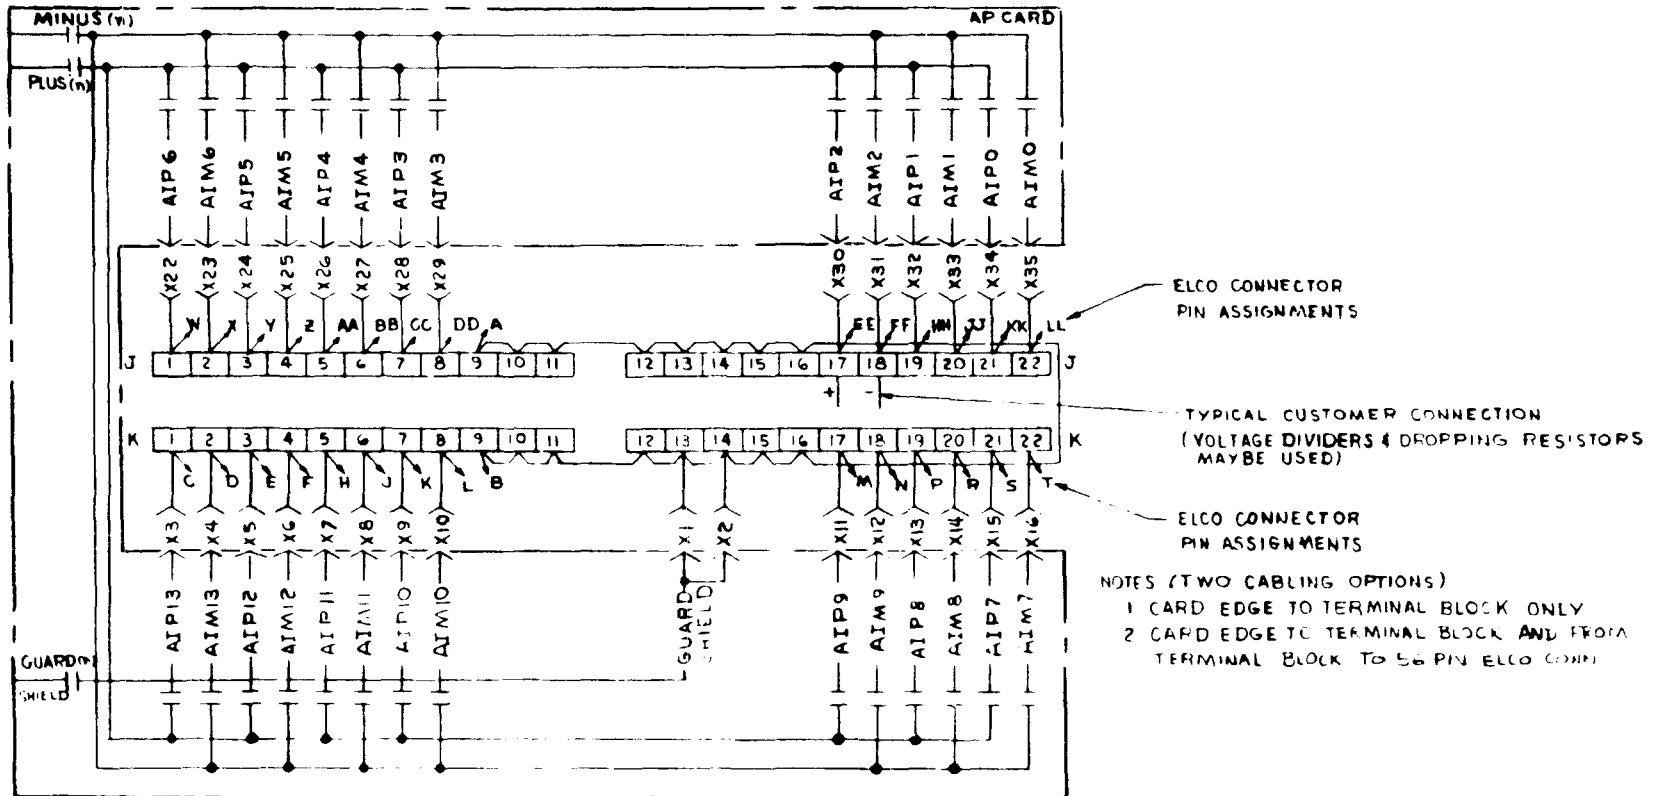 MINUS (n)
AP CARD
PLUS (n)
AIP6 AIM6 AIP5 AIM5 AIP4 AIM4 AIP3 AIM3 AIP2 AIM2 AIP1 AIM1 AIP0 AIM0
X22 X23 X24 X25 X26 X27 X28 X29 X30 X31 X32 X33 X34 X35
ELCO CONNECTOR
PIN ASSIGNMENTS
W X Y Z AA BB CC DD A EE FF HH JJ KK LL
J 1 2 3 4 5 6 7 8 9 10 11 12 13 14 15 16 17 18 19 20 21 22 J
+ -
TYPICAL CUSTOMER CONNECTION
(VOLTAGE DIVIDERS & DROPPING RESISTORS
MAYBE USED)
K 1 2 3 4 5 6 7 8 9 10 11 12 13 14 15 16 17 18 19 20 21 22 K
C D E F H J K L B M N P R S T
X3 X4 X5 X6 X7 X8 X9 X10 X1 X2 X11 X12 X13 X14 X15 X16
ELCO CONNECTOR
PIN ASSIGNMENTS
AIP13 AIM13 AIP12 AIM12 AIP11 AIM11 AIP10 AIM10 GUARD SHIELD AIP9 AIM9 AIP8 AIM8 AIP7 AIM7
NOTES (TWO CABLING OPTIONS)
1 CARD EDGE TO TERMINAL BLOCK ONLY
2 CARD EDGE TO TERMINAL BLOCK AND FROM
TERMINAL BLOCK TO 56 PIN ELCO CONN
GUARD(n)
SHIELD